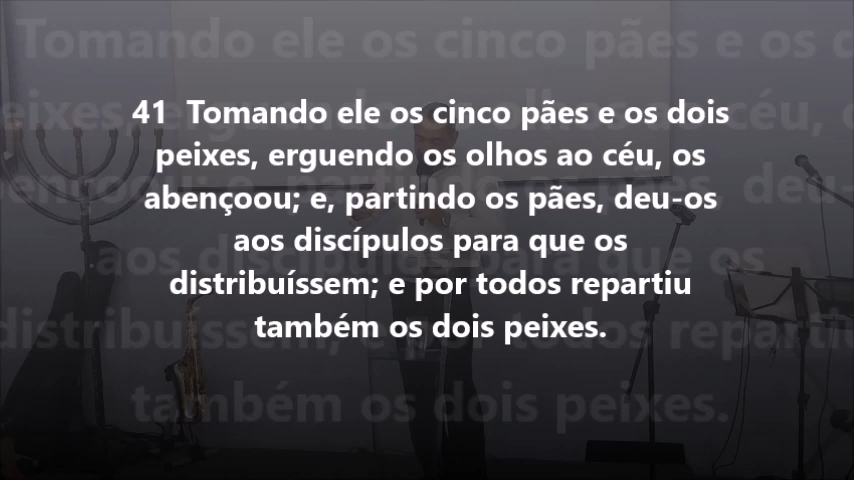 41 Tomando ele os cinco pães e os dois
peixes, erguendo os olhos ao céu, os
abençoou; e, partindo os pães, deu-os
aos discípulos para que os
distribuíssem; e por todos repartiu
também os dois peixes.